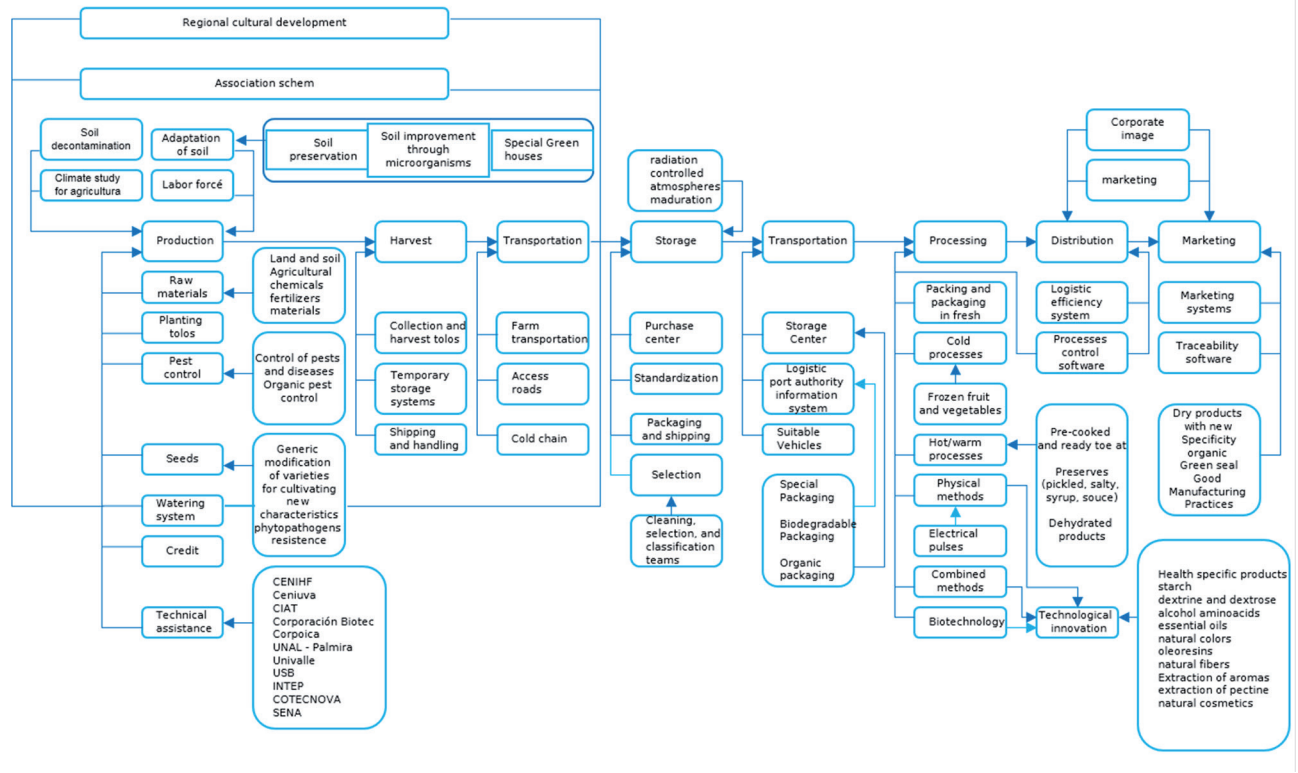 Regional cultural development
Association schem
Soil
decontamination
Adaptation
of soil
Soil
preservation
Soil improvement
through
microorganisms
Special Green
houses
Climate study
for agricultura
Labor forcé
radiation
controlled
atmospheres
maduration
Corporate
image
marketing
Production
Harvest
Transportation
Storage
Transportation
Processing
Distribution
Marketing
Raw
materials
Land and soil
Agricultural
chemicals
fertilizers
materials
Planting
tolos
Pest
control
Control of pests
and diseases
Organic pest
control
Seeds
Generic
modification
of varieties
for cultivating
new
characteristics
phytopathogens
resistence
Watering
system
Credit
Technical
assistance
CENIHF
Ceniuva
CIAT
Corporación Biotec
Corpoica
UNAL - Palmira
Univalle
USB
INTEP
COTECNOVA
SENA
Collection and
harvest tolos
Temporary
storage
systems
Shipping
and handling
Farm
transportation
Access
roads
Cold chain
Purchase
center
Standardization
Packaging
and shipping
Selection
Cleaning,
selection, and
classification
teams
Storage
Center
Logistic
port authority
information
system
Suitable
Vehicles
Special
Packaging
Biodegradable
Packaging
Organic
packaging
Packing and
packaging
in fresh
Cold
processes
Frozen fruit
and vegetables
Hot/warm
processes
Physical
methods
Electrical
pulses
Combined
methods
Biotechnology
Logistic
efficiency
system
Processes
control
software
Pre-cooked
and ready toe at
Preserves
(pickled, salty,
syrup, souce)
Dehydrated
products
Technological
innovation
Marketing
systems
Traceability
software
Dry products
with new
Specificity
organic
Green seal
Good
Manufacturing
Practices
Health specific products
starch
dextrine and dextrose
alcohol aminoacids
essential oils
natural colors
oleoresins
natural fibers
Extraction of aromas
extraction of pectine
natural cosmetics